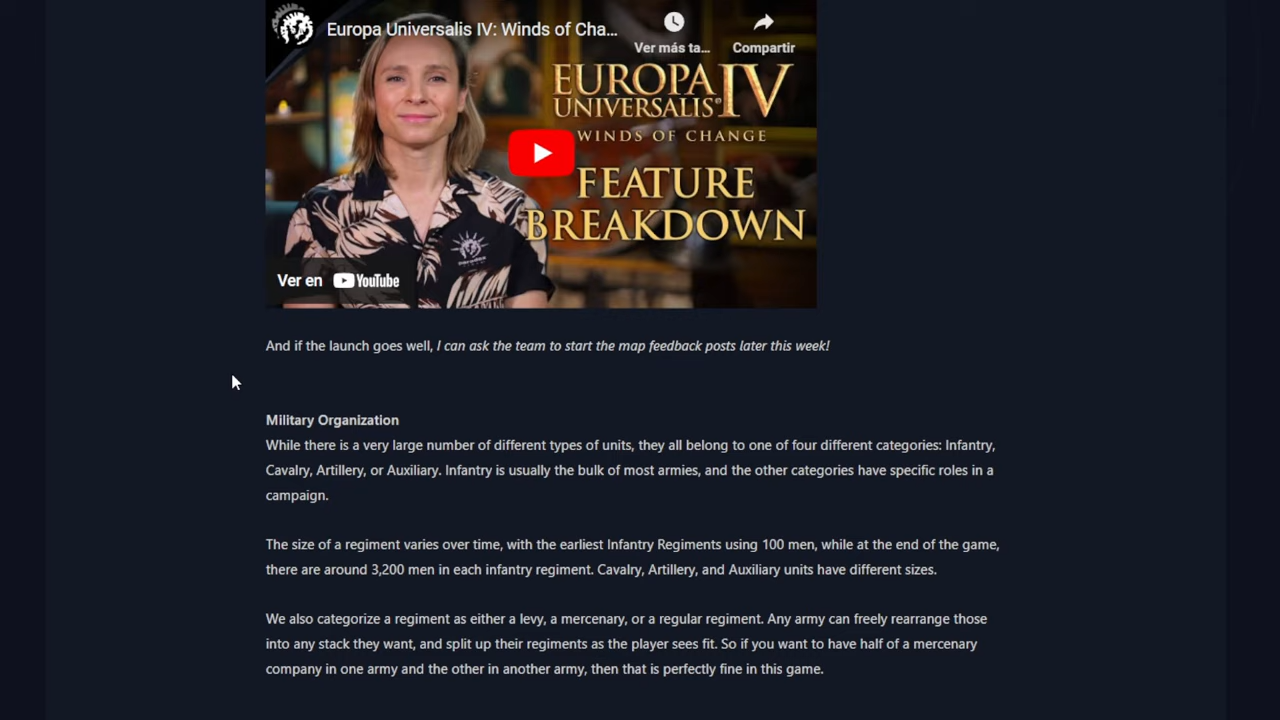 Europa Universalis IV: Winds of Cha...
Ver más ta...
Compartir
EUROPA
UNIVERSALIS IV
WINDS OF CHANGE
FEATURE
BREAKDOWN
Ver en YouTube
And if the launch goes well, I can ask the team to start the map feedback posts later this week!
Military Organization
While there is a very large number of different types of units, they all belong to one of four different categories: Infantry,
Cavalry, Artillery, or Auxiliary. Infantry is usually the bulk of most armies, and the other categories have specific roles in a
campaign.
The size of a regiment varies over time, with the earliest Infantry Regiments using 100 men, while at the end of the game,
there are around 3,200 men in each infantry regiment. Cavalry, Artillery, and Auxiliary units have different sizes.
We also categorize a regiment as either a levy, a mercenary, or a regular regiment. Any army can freely rearrange those
into any stack they want, and split up their regiments as the player sees fit. So if you want to have half of a mercenary
company in one army and the other in another army, then that is perfectly fine in this game.